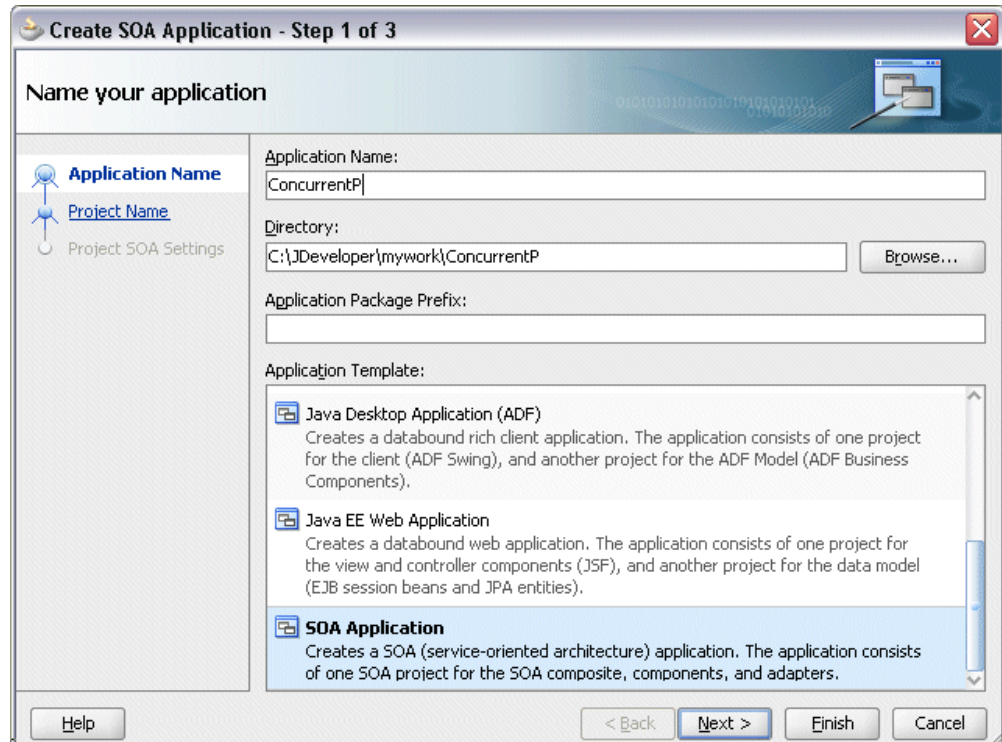 Create SOA Application - Step 1 of 3
Name your application
0101010101010101010101010101
01010101010
Application Name
Project Name
Project SOA Settings
Application Name:
ConcurrentP
Directory:
C:\JDeveloper\mywork\ConcurrentP
Browse...
Application Package Prefix:
Application Template:
Java Desktop Application (ADF)
Creates a databound rich client application. The application consists of one project
for the client (ADF Swing), and another project for the ADF Model (ADF Business
Components).
Java EE Web Application
Creates a databound web application. The application consists of one project for
the view and controller components (JSF), and another project for the data model
(EJB session beans and JPA entities).
SOA Application
Creates a SOA (service-oriented architecture) application. The application consists
of one SOA project for the SOA composite, components, and adapters.
Help
< Back
Next >
Finish
Cancel